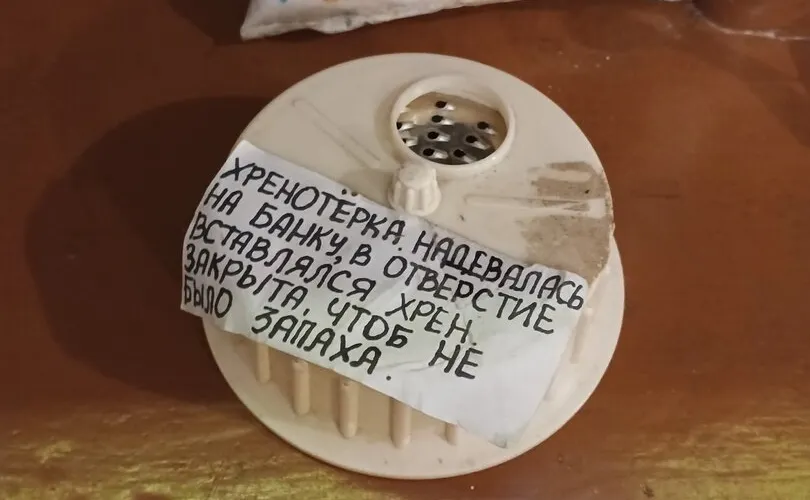 ХРЕНОТЁРКА. НАДЕВАЛАСЬ
НА БАНКУ, В ОТВЕРСТИЕ
ВСТАВЛЯЛСЯ ХРЕН.
ЗАКРЫТА, ЧТОБ НЕ
БЫЛО ЗАПАХА.